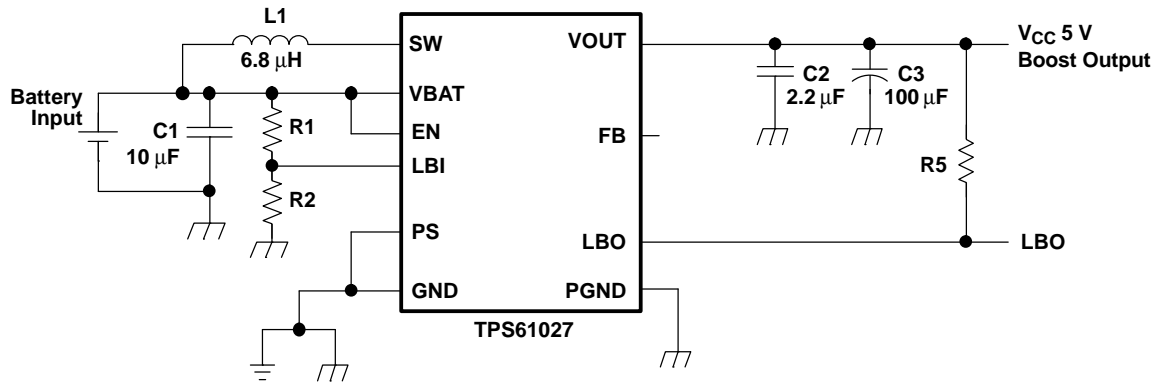 L1
6.8 μH
SW
VOUT
VCC 5 V
Boost Output
C2
2.2 μF
C3
100 μF
Battery
Input
VBAT
C1
10 μF
R1
EN
FB
LBI
R5
R2
PS
LBO
LBO
GND
PGND
TPS61027